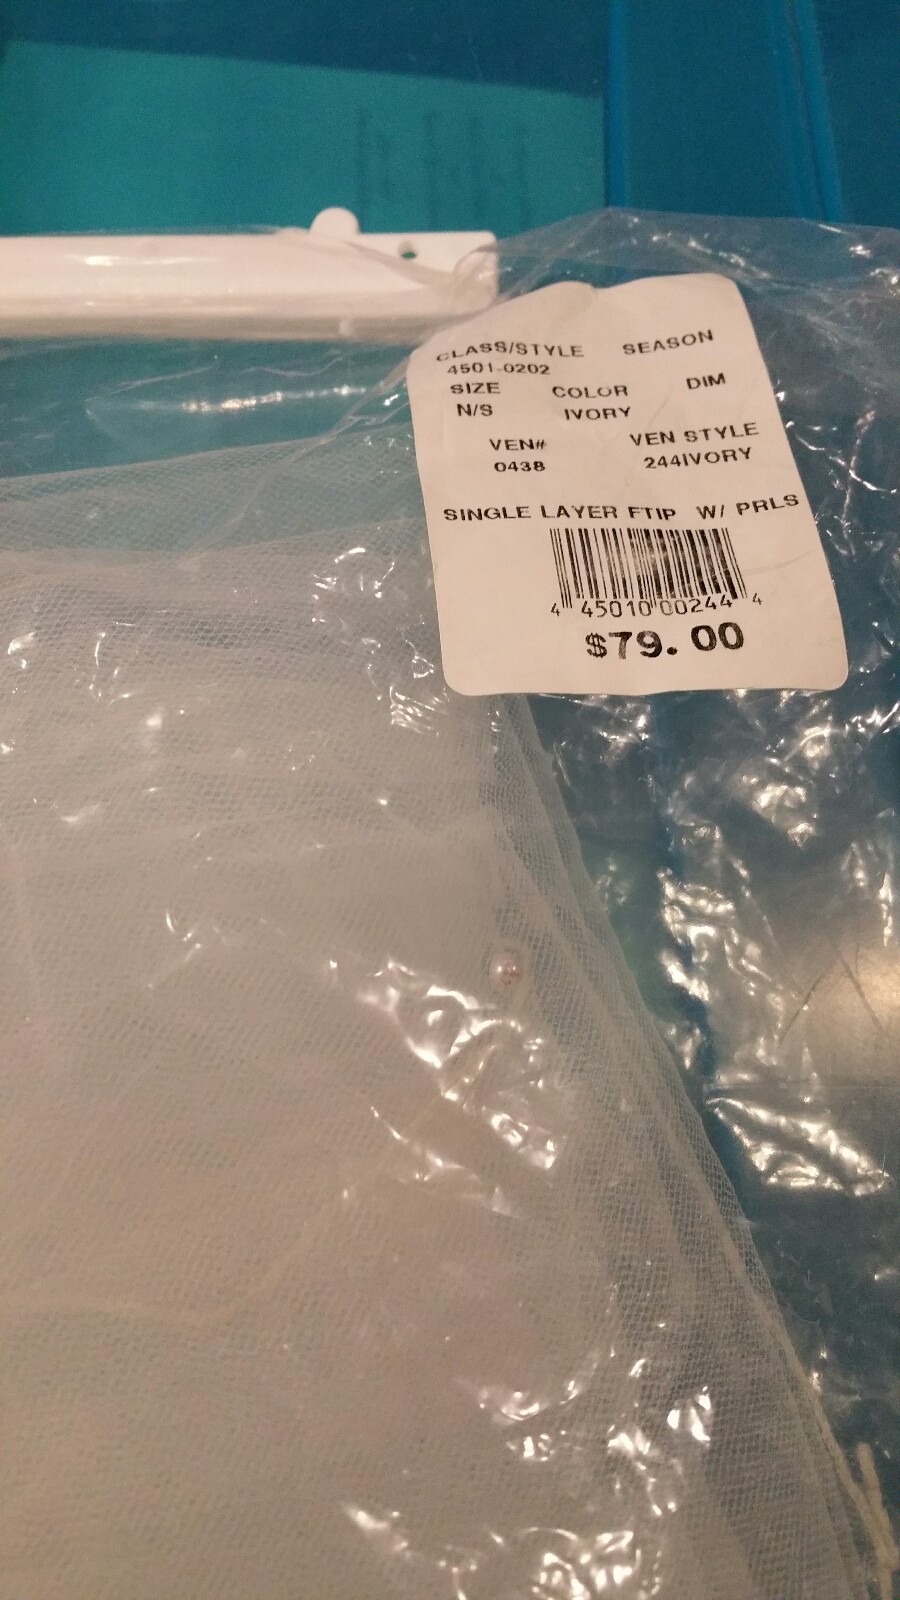 CLASS/STYLE SEASON
4501-0202
SIZE COLOR DIM
N/S IVORY
VEN# VEN STYLE
0438 244IVORY
SINGLE LAYER FTIP W/ PRLS
4 45010 00244 4
$79.00